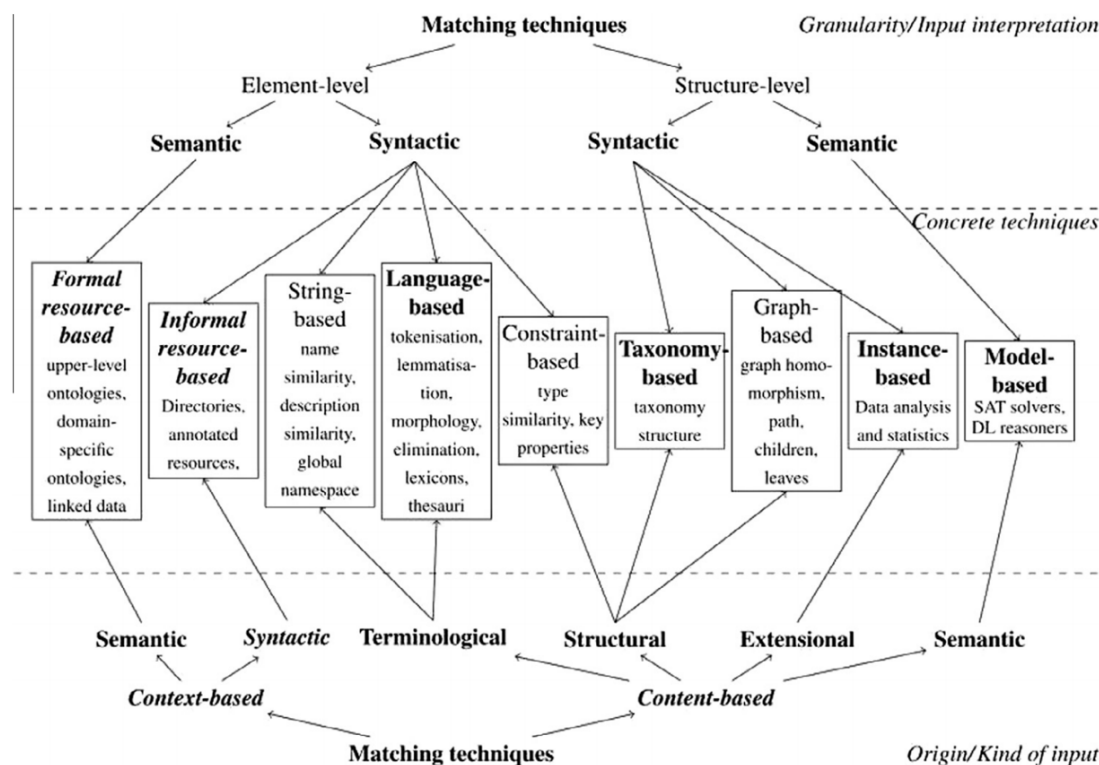 Matching techniques
Granularity/Input interpretation
Element-level
Structure-level
Semantic
Syntactic
Syntactic
Semantic
Concrete techniques
Formal
resource-
based
upper-level
ontologies,
domain-
specific
ontologies,
linked data
Informal
resource-
based
Directories,
annotated
resources,
String-
based
name
similarity,
description
similarity,
global
namespace
Language-
based
tokenisation,
lemmatisa-
tion,
morphology,
elimination,
lexicons,
thesauri
Constraint-
based
type
similarity, key
properties
Taxonomy-
based
taxonomy
structure
Graph-
based
graph homo-
morphism,
path,
children,
leaves
Instance-
based
Data analysis
and statistics
Model-
based
SAT solvers,
DL reasoners
Semantic
Syntactic
Terminological
Structural
Extensional
Semantic
Context-based
Content-based
Matching techniques
Origin/Kind of input